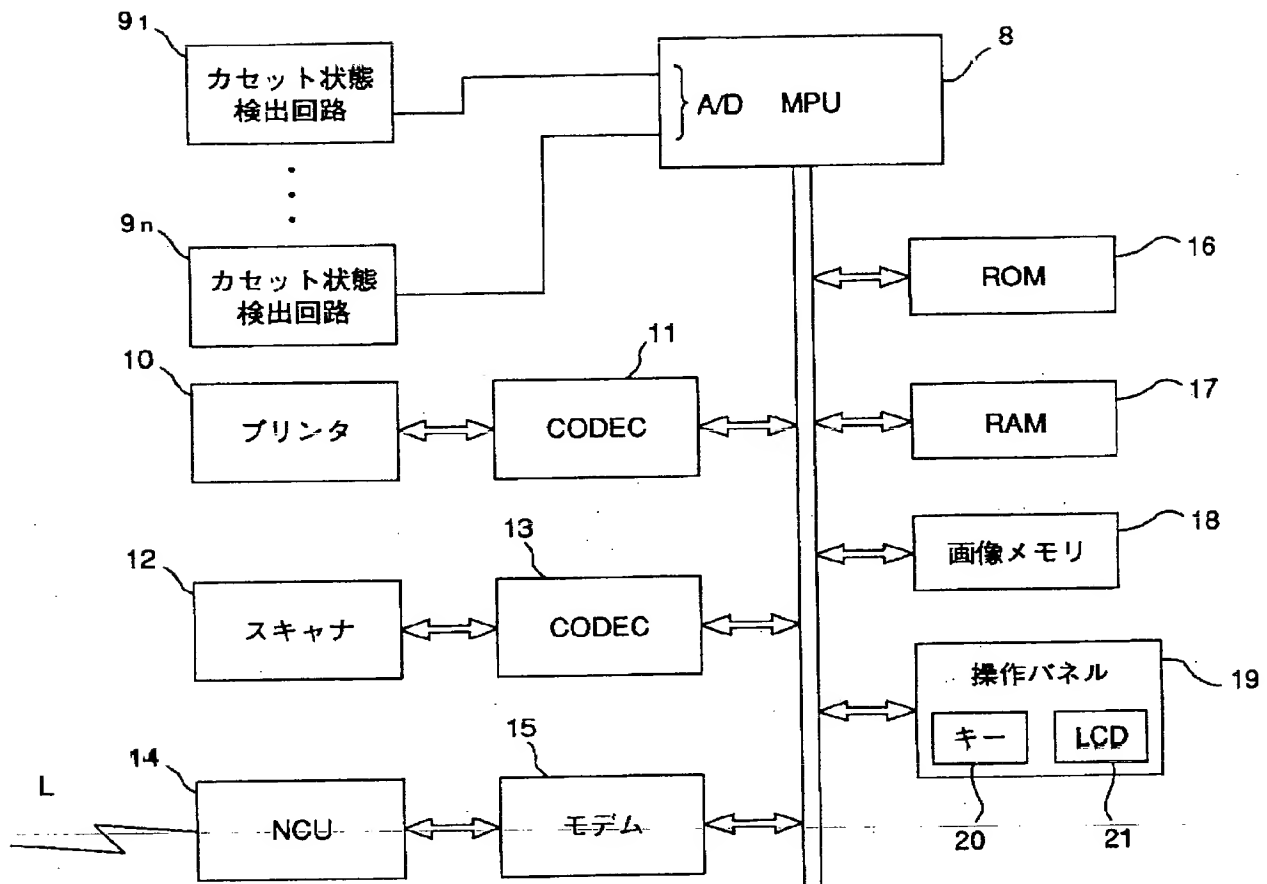 91
カセット状態
検出回路
8
A/D MPU
9n
カセット状態
検出回路
16
ROM
10
プリンタ
11
CODEC
17
RAM
18
画像メモリ
12
スキャナ
13
CODEC
操作パネル
19
キー
LCD
20
21
L
14
NCU
15
モデム